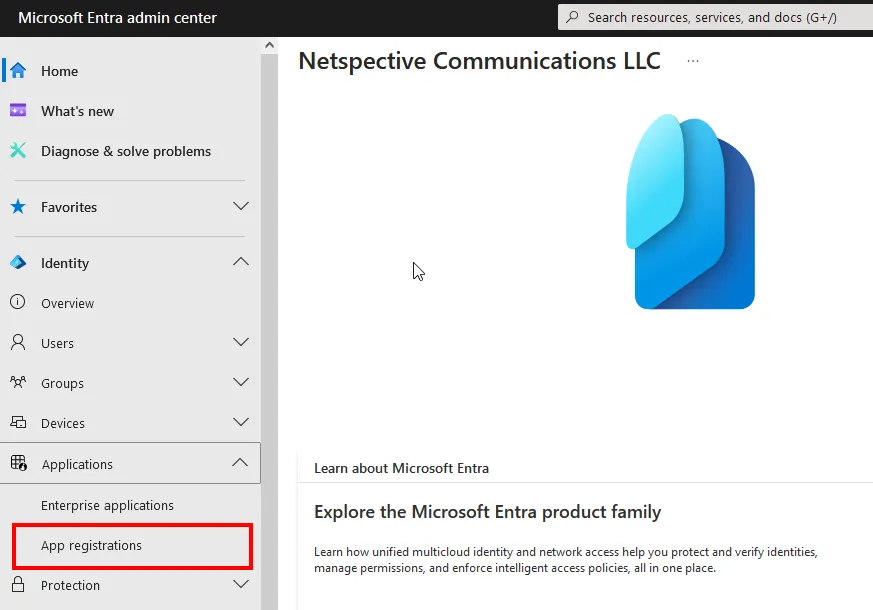 Microsoft Entra admin center
Search resources, services, and docs (G+/)
Home
What's new
Diagnose & solve problems
Favorites
Identity
Overview
Users
Groups
Devices
Applications
Enterprise applications
App registrations
Protection
Netspective Communications LLC
...
Learn about Microsoft Entra
Explore the Microsoft Entra product family
Learn how unified multicloud identity and network access help you protect and verify identities,
manage permissions, and enforce intelligent access policies, all in one place.